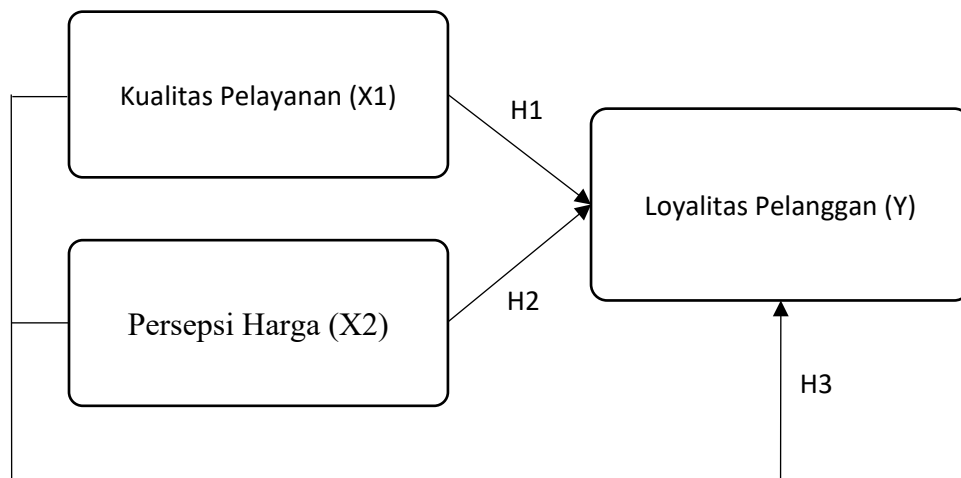 Kualitas Pelayanan (X1)
H1
Loyalitas Pelanggan (Y)
Persepsi Harga (X2)
H2
H3